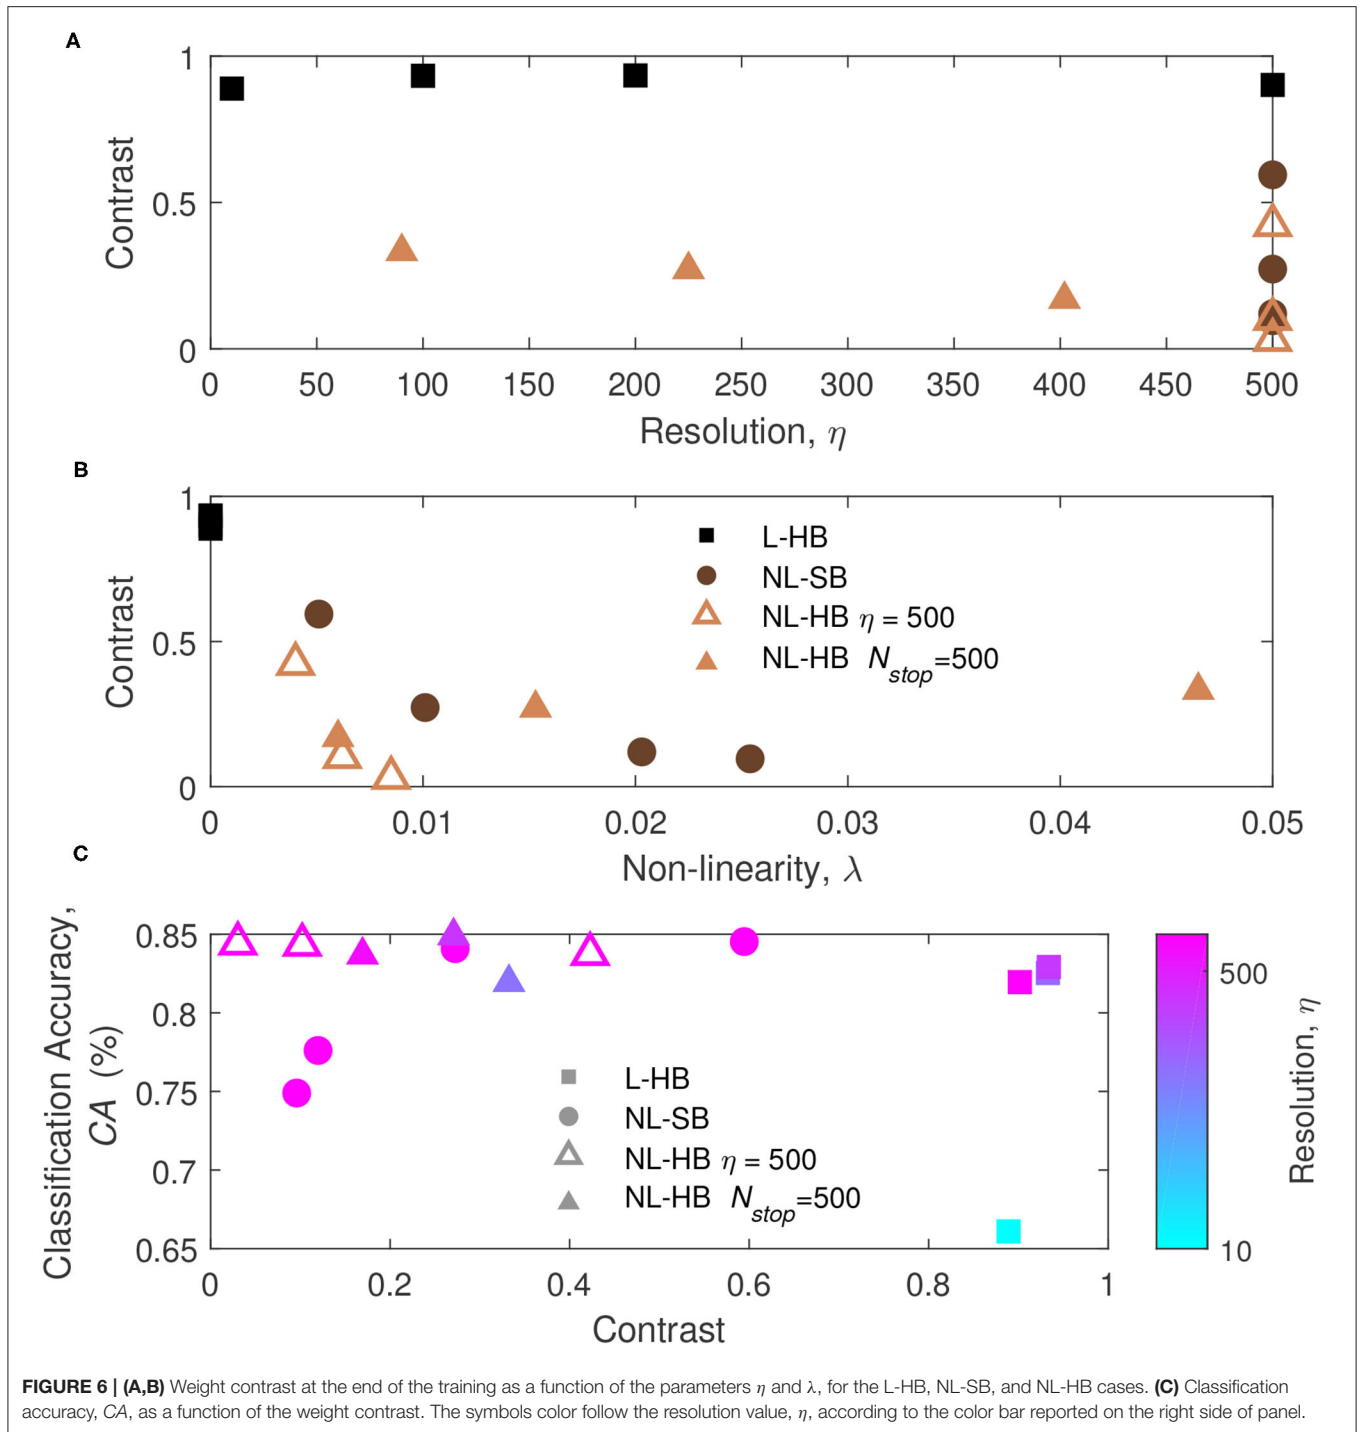 A
1
0.5
0
Contrast
0 50 100 150 200 250 300 350 400 450 500
Resolution, η
B
1
0.5
0
Contrast
L-HB
NL-SB
NL-HB η = 500
NL-HB N_stop=500
0 0.01 0.02 0.03 0.04 0.05
Non-linearity, λ
C
Classification Accuracy,
CA (%)
0.85
0.8
0.75
0.7
0.65
L-HB
NL-SB
NL-HB η = 500
NL-HB N_stop=500
0 0.2 0.4 0.6 0.8 1
Contrast
500
10
Resolution, η
FIGURE 6 | (A,B) Weight contrast at the end of the training as a function of the parameters η and λ, for the L-HB, NL-SB, and NL-HB cases. (C) Classification
accuracy, CA, as a function of the weight contrast. The symbols color follow the resolution value, η, according to the color bar reported on the right side of panel.